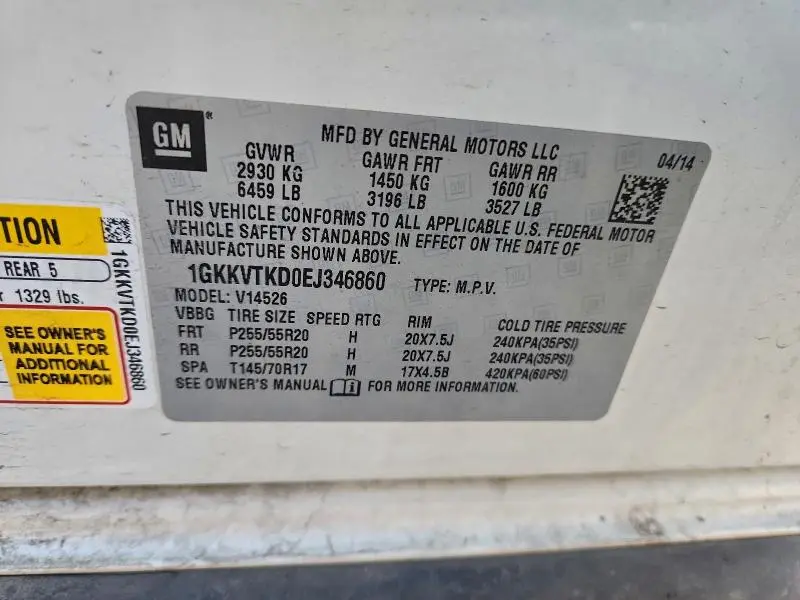 GM®
MFD BY GENERAL MOTORS LLC
04/14
GVWR GAWR FRT GAWR RR
2930 KG 1450 KG 1600 KG
6459 LB 3196 LB 3527 LB
THIS VEHICLE CONFORMS TO ALL APPLICABLE U.S. FEDERAL MOTOR
VEHICLE SAFETY STANDARDS IN EFFECT ON THE DATE OF
MANUFACTURE SHOWN ABOVE.
1GKKVTKD0EJ346860 TYPE: M.P.V.
MODEL: V14526
VBBG TIRE SIZE SPEED RTG RIM COLD TIRE PRESSURE
FRT P255/55R20 H 20X7.5J 240KPA(35PSI)
RR P255/55R20 H 20X7.5J 240KPA(35PSI)
SPA T145/70R17 M 17X4.5B 420KPA(60PSI)
SEE OWNER'S MANUAL FOR MORE INFORMATION.
TION
REAR 5
1329 lbs.
SEE OWNER'S
MANUAL FOR
ADDITIONAL
INFORMATION
1GKKVTKD0EJ346860